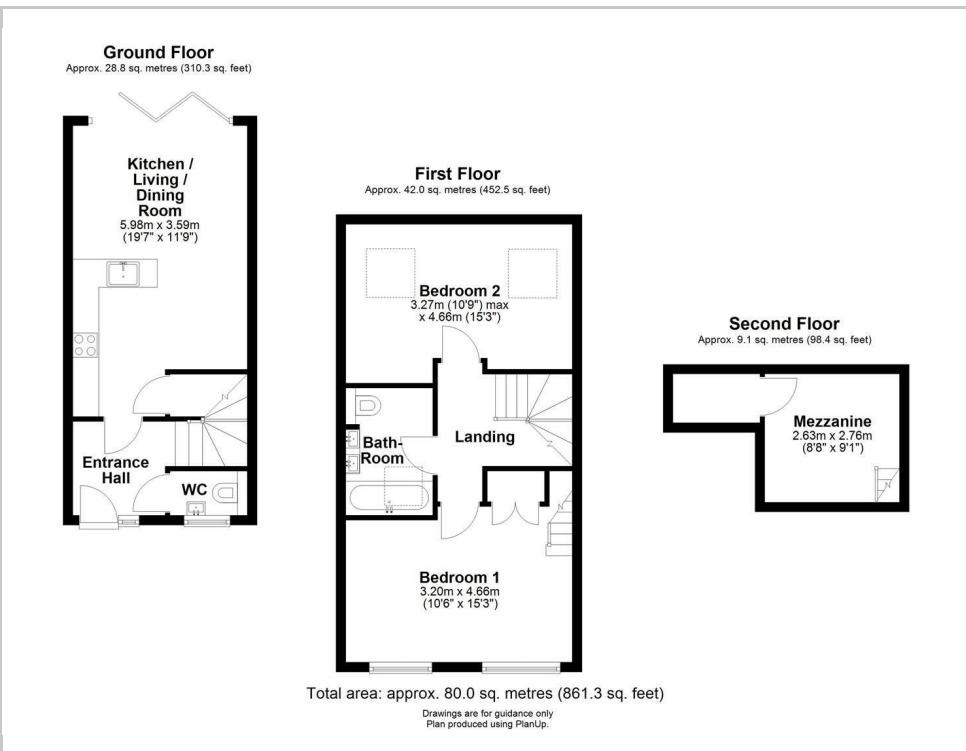 Ground Floor
Approx. 28.8 sq. metres (310.3 sq. feet)
Kitchen /
Living /
Dining
Room
5.98m x 3.59m
(19'7" x 11'9")
Entrance
Hall
WC
First Floor
Approx. 42.0 sq. metres (452.5 sq. feet)
Bedroom 2
3.27m (10'9") max
x 4.66m (15'3")
Bath-
Room
Landing
Bedroom 1
3.20m x 4.66m
(10'6" x 15'3")
Second Floor
Approx. 9.1 sq. metres (98.4 sq. feet)
Mezzanine
2.63m x 2.76m
(8'8" x 9'1")
Total area: approx. 80.0 sq. metres (861.3 sq. feet)
Drawings are for guidance only
Plan produced using PlanUp.